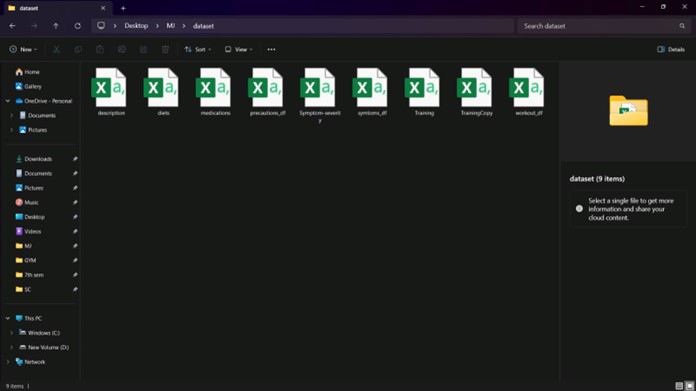 dataset
Desktop > MJ > dataset
Search dataset
New
Sort
View
Details
Home
Gallery
OneDrive - Personal
Documents
Pictures
Downloads
Documents
Pictures
Music
Desktop
Videos
MJ
GYM
7th sem
SC
This PC
Windows (C:)
New Volume (D:)
Network
description
diets
medications
precautions_df
Symptom-severit
y
symtoms_df
Training
TrainingCopy
workout_df
dataset (9 items)
Select a single file to get more
information and share your
cloud content.
9 items